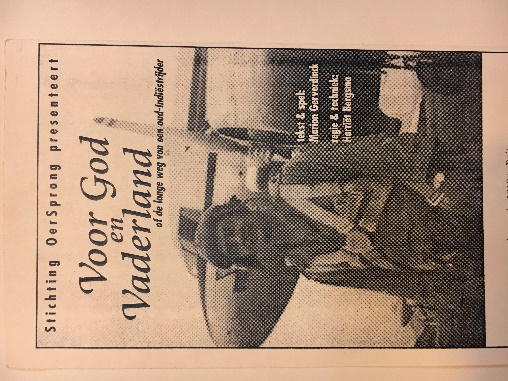 Stichting OerSprong presenteert
Voor God
en
Vaderland
of de lange weg van een oud-Indiëstrijder
tekst & spel:
Marion Gerverdinck
regie & techniek:
Harriët Bergsma